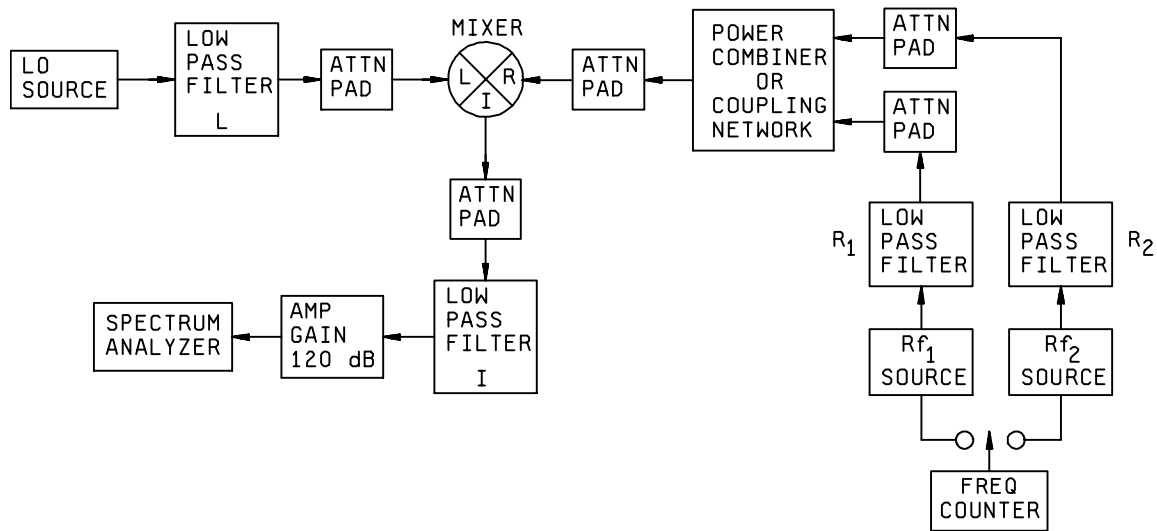 LO
SOURCE
LOW
PASS
FILTER
L
ATTN
PAD
MIXER
L R
I
ATTN
PAD
POWER
COMBINER
OR
COUPLING
NETWORK
ATTN
PAD
ATTN
PAD
ATTN
PAD
R1
LOW
PASS
FILTER
LOW
PASS
FILTER
R2
SPECTRUM
ANALYZER
AMP
GAIN
120 dB
LOW
PASS
FILTER
I
Rf1
SOURCE
Rf2
SOURCE
FREQ
COUNTER